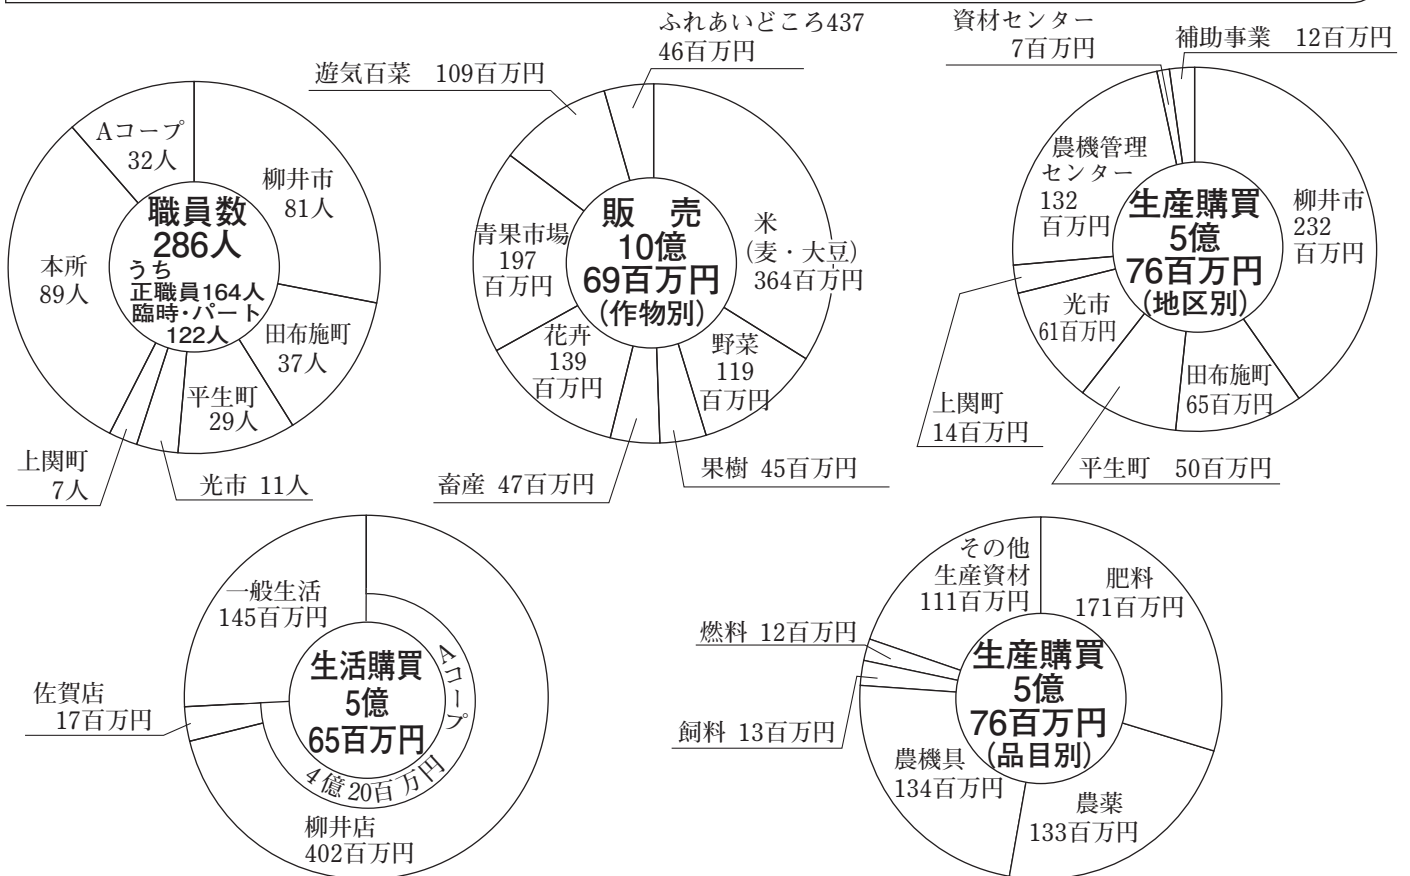 職員数
286人
うち
正職員164人
臨時・パート
122人
柳井市
81人
田布施町
37人
平生町
29人
光市 11人
上関町
7人
本所
89人
Aコープ
32人
販 売
10億
69百万円
(作物別)
米
(麦・大豆)
364百万円
野菜
119
百万円
果樹 45百万円
畜産 47百万円
花卉
139
百万円
青果市場
197
百万円
遊気百菜 109百万円
ふれあいどころ437
46百万円
生産購買
5億
76百万円
(地区別)
柳井市
232
百万円
田布施町
65百万円
平生町 50百万円
光市
61百万円
上関町
14百万円
農機管理
センター
132
百万円
資材センター
7百万円
補助事業 12百万円
生活購買
5億
65百万円
Aコープ
4億20百万円
柳井店
402百万円
佐賀店
17百万円
一般生活
145百万円
生産購買
5億
76百万円
(品目別)
肥料
171百万円
農薬
133百万円
農機具
134百万円
飼料 13百万円
燃料 12百万円
その他
生産資材
111百万円